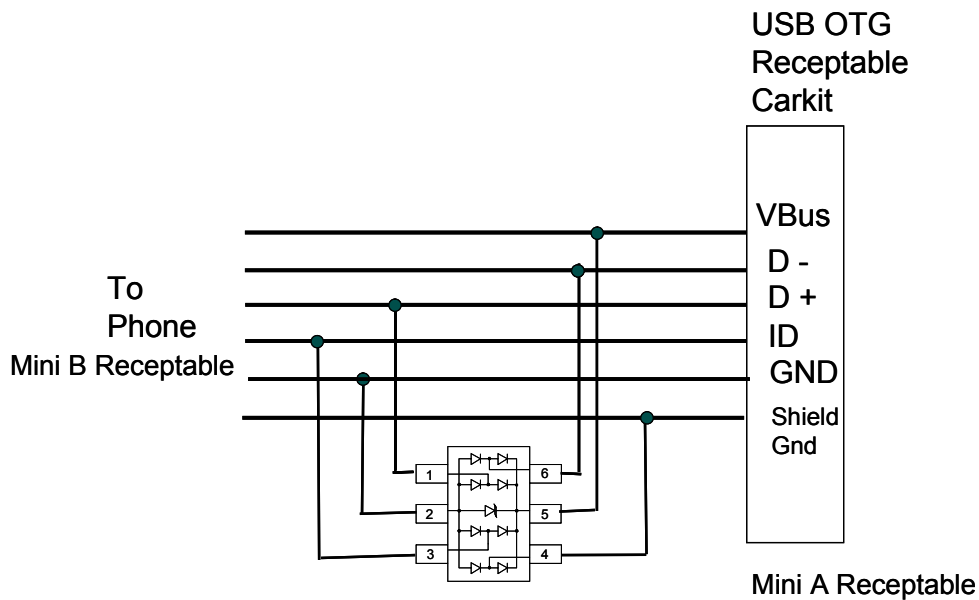 USB OTG
Receptable
Carkit
VBus
D -
D +
ID
GND
Shield
Gnd
To
Phone
Mini B Receptable
1
6
2
5
3
4
Mini A Receptable